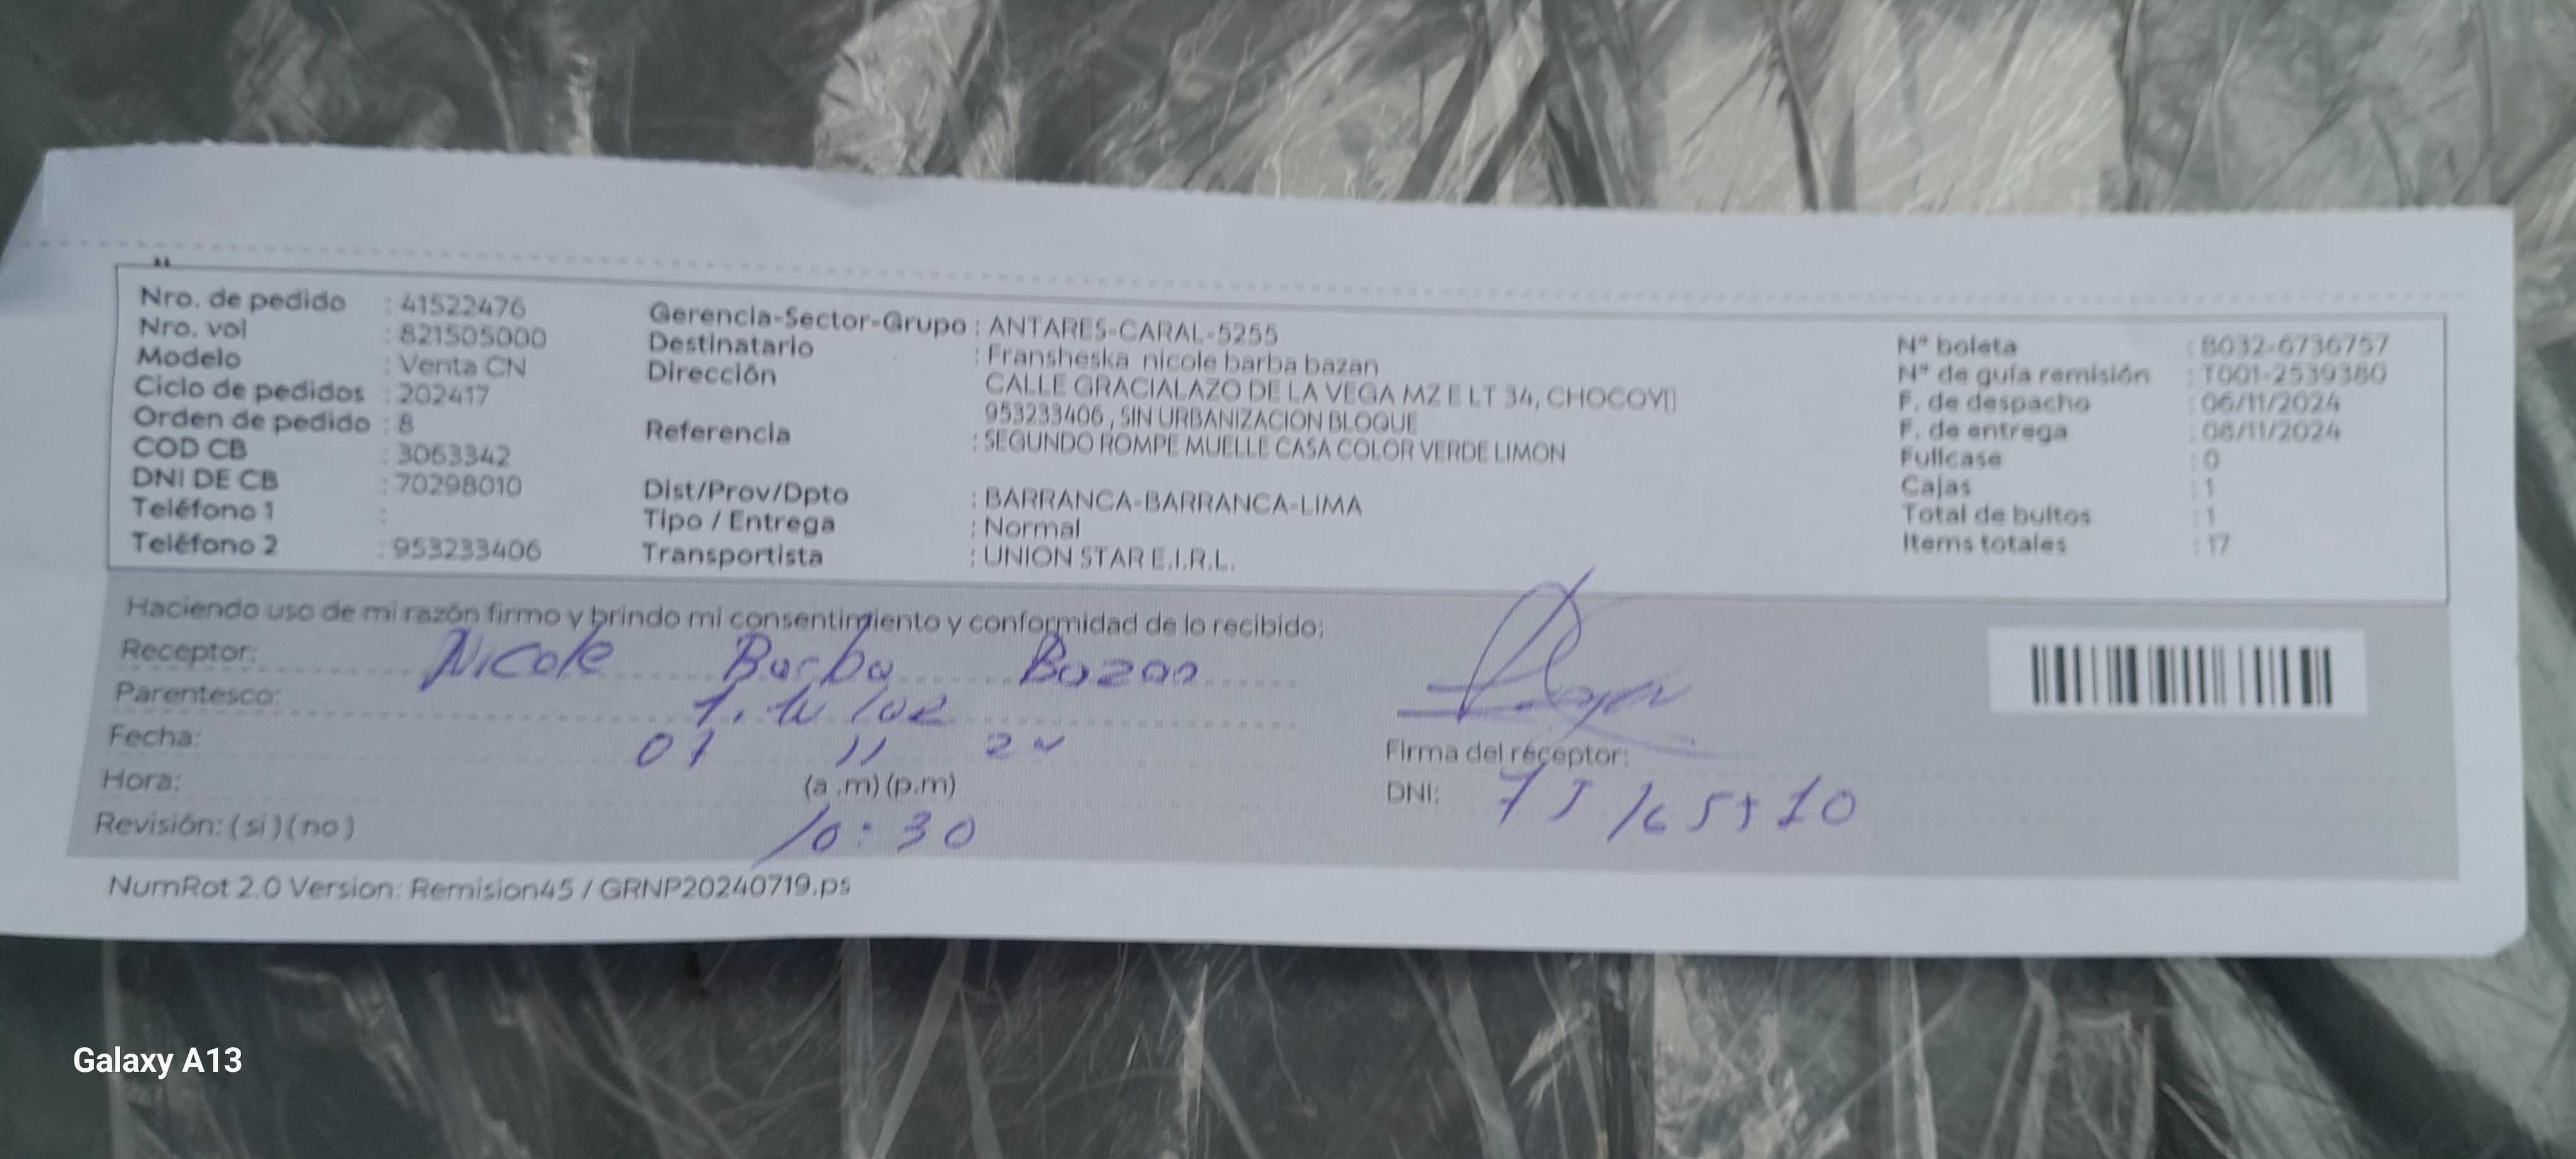 Nro. de pedido : 41522476
Nro. vol : 821505000
Modelo : Venta CN
Ciclo de pedidos : 202417
Orden de pedido : 8
COD CB : 3063342
DNI DE CB : 70298010
Teléfono 1 :
Teléfono 2 : 953233406
Gerencia-Sector-Grupo : ANTARES-CARAL-5255
Destinatario : Fransheska nicole barba bazan
Dirección CALLE GRACIALAZO DE LA VEGA MZ E LT 34, CHOCOY
953233406 , SIN URBANIZACION BLOQUE
Referencia : SEGUNDO ROMPE MUELLE CASA COLOR VERDE LIMON
Dist/Prov/Dpto : BARRANCA-BARRANCA-LIMA
Tipo / Entrega : Normal
Transportista : UNION STAR E.I.R.L.
N° boleta : B032-6736757
N° de guía remisión : T001-2539380
F. de despacho : 06/11/2024
F. de entrega : 08/11/2024
Fullcase : 0
Cajas : 1
Total de bultos : 1
Items totales : 17
Haciendo uso de mi razón firmo y brindo mi consentimiento y conformidad de lo recibido:
Receptor: Nicole Barba Bazan
Parentesco: Titular
Fecha: 07 11 24
Hora: (a .m) (p.m)
10:30
Revisión: ( si ) ( no )
Firma del receptor:
DNI:
NumRot 2.0 Version: Remision45 / GRNP20240719.ps
Galaxy A13